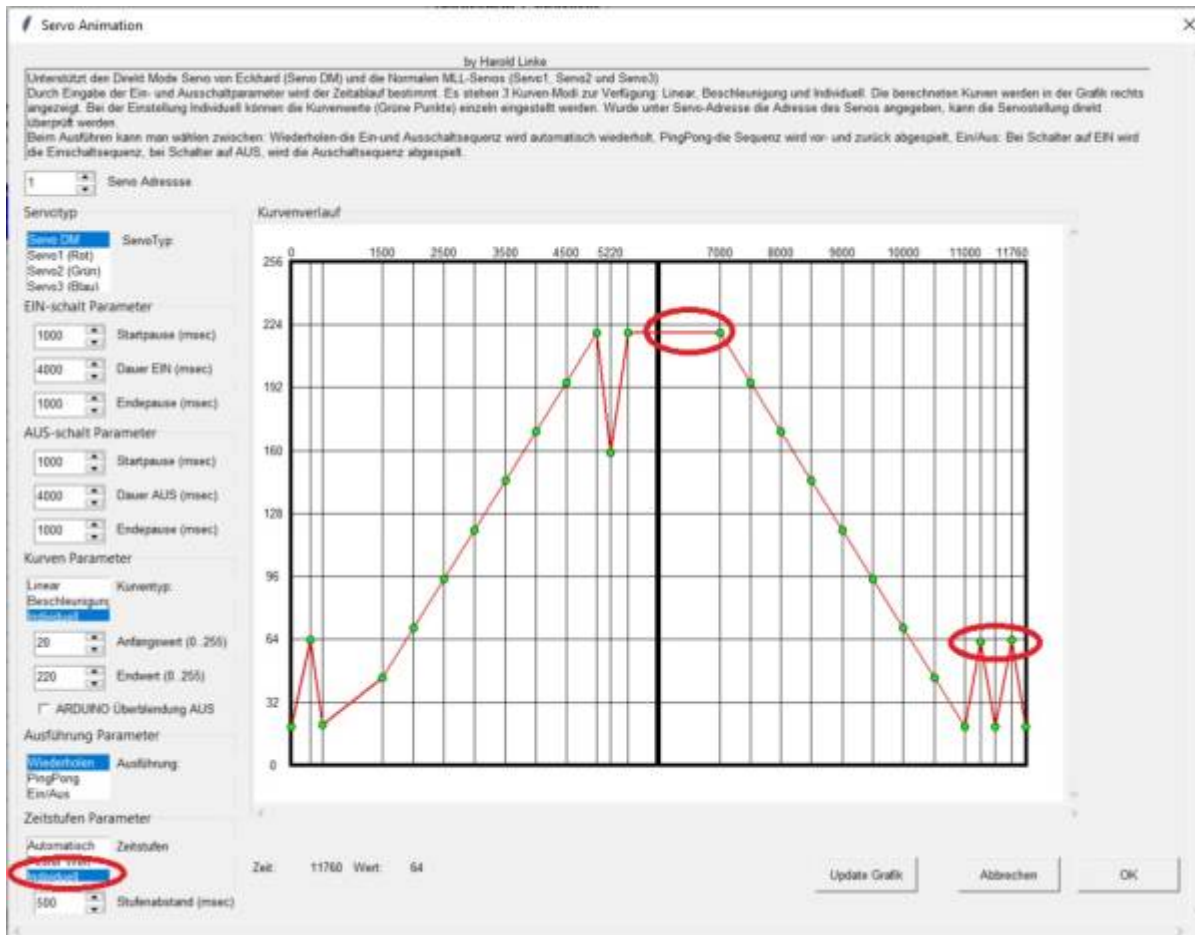 Servo Animation
by Harold Linke
Unterstützt den Direkt Mode Servo von Eckhard (Servo DM) und die Normalen MLL-Servos (Servo1, Servo2 und Servo3)
Durch Eingabe der Ein- und Ausschaltparameter wird der Zeitablauf bestimmt. Es stehen 3 Kurven-Modi zur Verfügung: Linear, Beschleunigung und Individuell. Die berechneten Kurven werden in der Grafik rechts
angezeigt. Bei der Einstellung Individuell können die Kurvenwerte (Grüne Punkte) einzeln eingestellt werden. Wurde unter Servo-Adresse die Adresse des Servos angegeben, kann die Servostellung direkt
überprüft werden.
Beim Ausführen kann man wählen zwischen: Wiederholen-die Ein-und Ausschaltsequenz wird automatisch wiederholt, PingPong-die Sequenz wird vor- und zurück abgespielt, Ein/Aus: Bei Schalter auf EIN wird
die Einschaltsequenz, bei Schalter auf AUS, wird die Auschaltsequenz abgespielt.
1 Servo Adressse
Servotyp
Servo DM ServoTyp:
Servo1 (Rot)
Servo2 (Grün)
Servo3 (Blau)
EIN-schalt Parameter
1000 Startpause (msec)
4000 Dauer EIN (msec)
1000 Endepause (msec)
AUS-schalt Parameter
1000 Startpause (msec)
4000 Dauer AUS (msec)
1000 Endepause (msec)
Kurven Parameter
Linear Kurventyp:
Beschleunigung
Individuell
20 Anfangswert (0..255)
220 Endwert (0..255)
ARDUINO Überblendung AUS
Ausführung Parameter
Wiederholen Ausführung:
PingPong
Ein/Aus
Zeitstufen Parameter
Automatisch Zeitstufen
Individuell
500 Stufenabstand (msec)
Kurvenverlauf
0 1500 2500 3500 4500 5220 7000 8000 9000 10000 11000 11760
256
224
192
160
128
96
64
32
0
Zeit: 11760 Wert: 64
Update Grafik
Abbrechen
OK